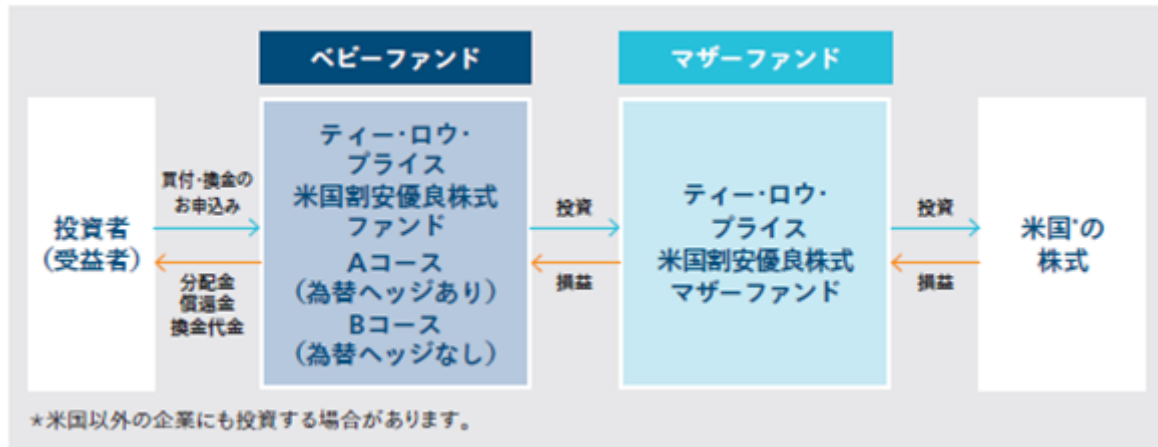 ベビーファンド
マザーファンド
投資者
(受益者)
買付・換金の
お申込み
分配金
償還金
換金代金
ティー・ロウ・
プライス
米国割安優良株式
ファンド
Aコース
(為替ヘッジあり)
Bコース
(為替ヘッジなし)
投資
損益
ティー・ロウ・
プライス
米国割安優良株式
マザーファンド
投資
損益
米国*の
株式
*米国以外の企業にも投資する場合があります。